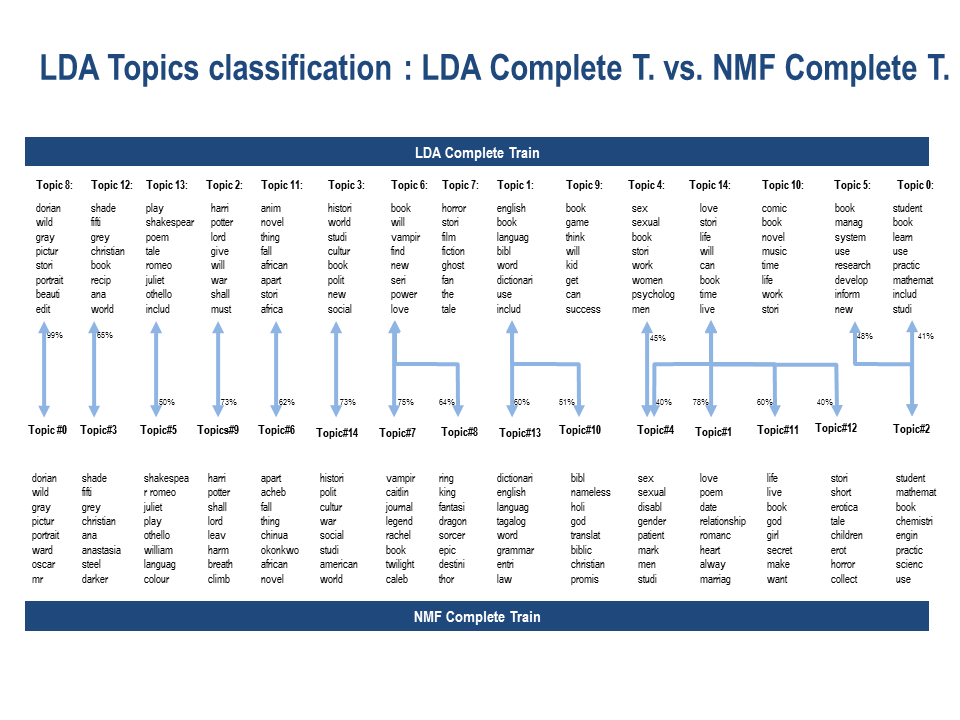 LDA Topics classification : LDA Complete T. vs. NMF Complete T.
LDA Complete Train
Topic 8: Topic 12: Topic 13: Topic 2: Topic 11: Topic 3: Topic 6: Topic 7: Topic 1: Topic 9: Topic 4: Topic 14: Topic 10: Topic 5: Topic 0:
dorian shade play harri anim histori book horror english book sex love comic book student
wild fifti shakespear potter novel world will stori book game sexual stori book manag book
gray grey poem lord thing studi vampir film languag think book life novel system learn
pictur christian tale give fall cultur find fiction bibl will stori will music use use
stori book romeo will african book new ghost word kid work can time research practic
portrait recip juliet war apart polit seri fan dictionari get women book life develop mathemat
beauti ana othello shall stori new power the use can psycholog time work inform includ
edit world includ must africa social love tale includ success men live stori new studi
99% 65% 45% 48% 41%
50% 73% 62% 73% 75% 64% 60% 51% 40% 78% 60% 40%
Topic #0 Topic#3 Topic#5 Topics#9 Topic#6 Topic#14 Topic#7 Topic#8 Topic#13 Topic#10 Topic#4 Topic#1 Topic#11 Topic#12 Topic#2
dorian shade shakespea harri apart histori vampir ring dictionari bibl sex love life stori student
wild fifti r romeo potter acheb polit caitlin king english nameless sexual poem live short mathemat
gray grey juliet shall fall cultur journal fantasi languag holi disabl date book erotica book
pictur christian play lord thing war legend dragon tagalog god gender relationship god tale chemistri
portrait ana othello leav chinua social rachel sorcer word translat patient romanc girl children engin
ward anastasia william harm okonkwo studi book epic grammar biblic mark heart secret erot practic
oscar steel languag breath african american twilight destini entri christian men alway make horror scienc
mr darker colour climb novel world caleb thor law promis studi marriag want collect use
NMF Complete Train